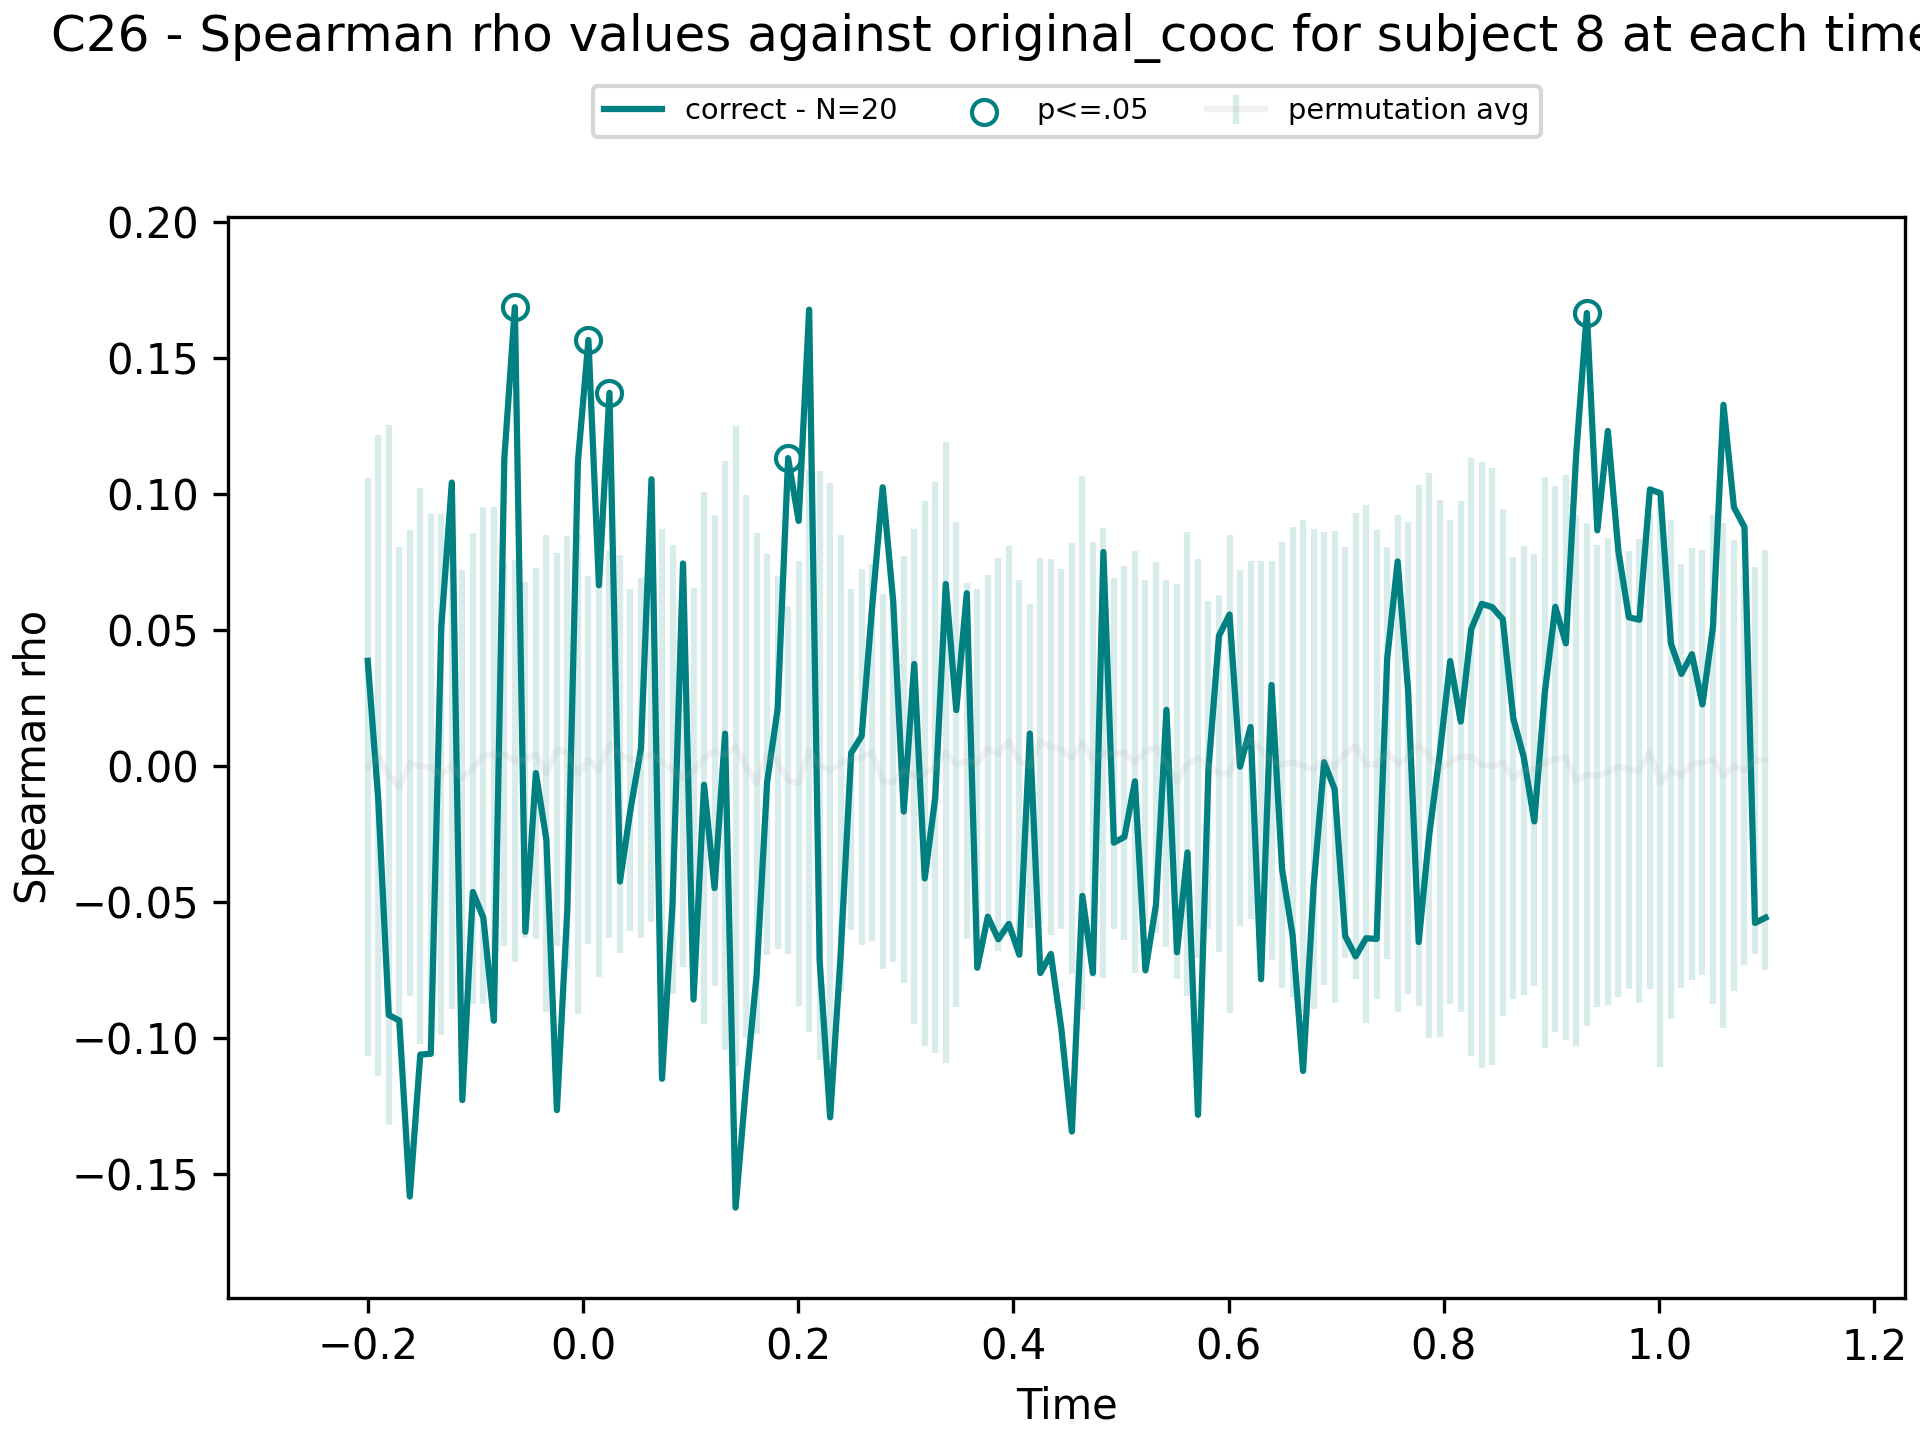 C26 - Spearman rho values against original_cooc for subject 8 at each time
correct - N=20 p<=.05 permutation avg
0.20
0.15
0.10
0.05
0.00
−0.05
−0.10
−0.15
Spearman rho
−0.2 0.0 0.2 0.4 0.6 0.8 1.0 1.2
Time